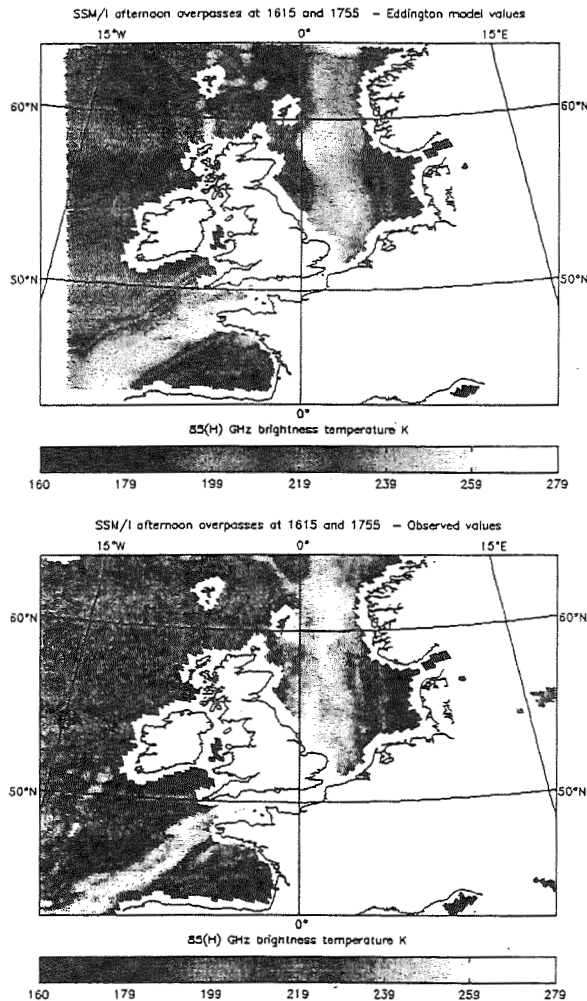 SSM/I afternoon overpasses at 1615 and 1755 - Eddington model values
15°W 0° 15°E
60°N 60°N
50°N 50°N
0°
85(H) GHz brightness temperature K
160 179 199 219 239 259 279
SSM/I afternoon overpasses at 1615 and 1755 - Observed values
15°W 0° 15°E
60°N 60°N
50°N 50°N
0°
85(H) GHz brightness temperature K
160 179 199 219 239 259 279